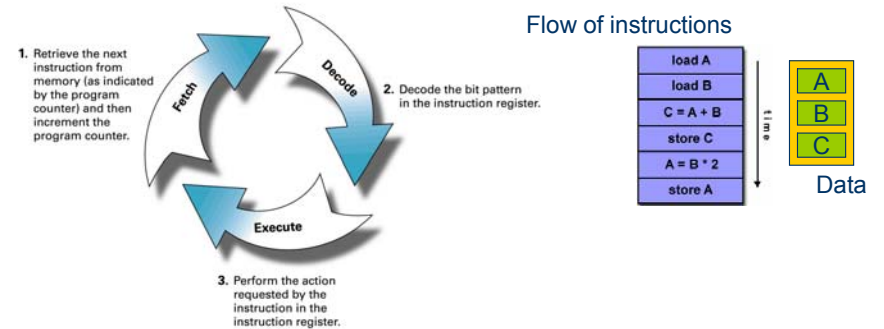 Flow of instructions
1. Retrieve the next
instruction from
memory (as indicated
by the program
counter) and then
increment the
program counter.
Fetch
Decode
2. Decode the bit pattern
in the instruction register.
Execute
3. Perform the action
requested by the
instruction in the
instruction register.
load A
load B
C = A + B
store C
A = B * 2
store A
time
A
B
C
Data